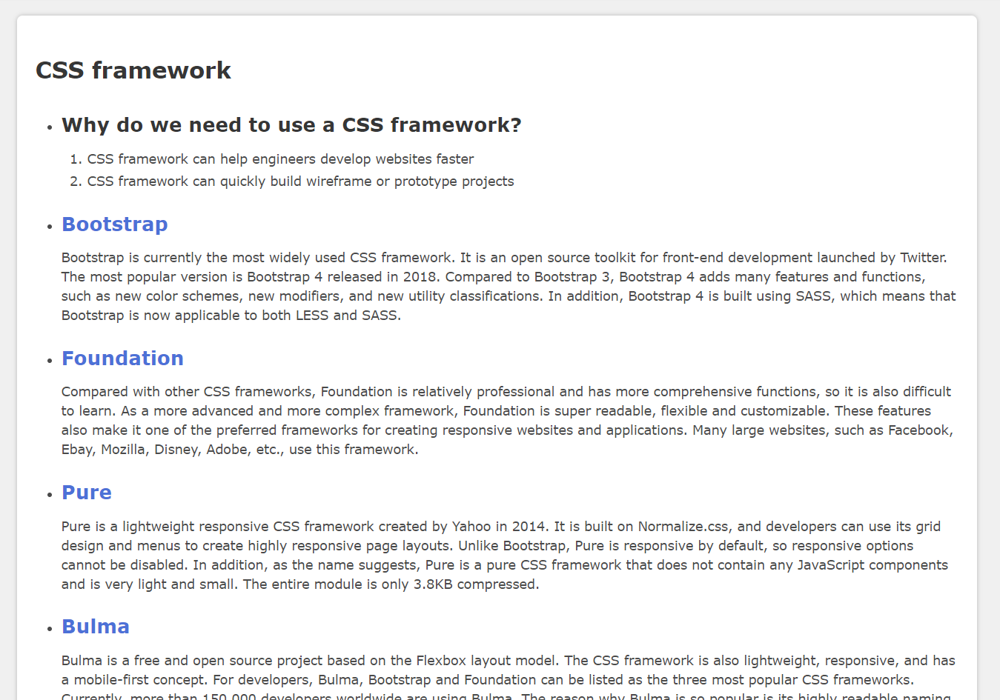 CSS framework
Why do we need to use a CSS framework?
1. CSS framework can help engineers develop websites faster
2. CSS framework can quickly build wireframe or prototype projects
Bootstrap
Bootstrap is currently the most widely used CSS framework. It is an open source toolkit for front-end development launched by Twitter.
The most popular version is Bootstrap 4 released in 2018. Compared to Bootstrap 3, Bootstrap 4 adds many features and functions,
such as new color schemes, new modifiers, and new utility classifications. In addition, Bootstrap 4 is built using SASS, which means that
Bootstrap is now applicable to both LESS and SASS.
Foundation
Compared with other CSS frameworks, Foundation is relatively professional and has more comprehensive functions, so it is also difficult
to learn. As a more advanced and more complex framework, Foundation is super readable, flexible and customizable. These features
also make it one of the preferred frameworks for creating responsive websites and applications. Many large websites, such as Facebook,
Ebay, Mozilla, Disney, Adobe, etc., use this framework.
Pure
Pure is a lightweight responsive CSS framework created by Yahoo in 2014. It is built on Normalize.css, and developers can use its grid
design and menus to create highly responsive page layouts. Unlike Bootstrap, Pure is responsive by default, so responsive options
cannot be disabled. In addition, as the name suggests, Pure is a pure CSS framework that does not contain any JavaScript components
and is very light and small. The entire module is only 3.8KB compressed.
Bulma
Bulma is a free and open source project based on the Flexbox layout model. The CSS framework is also lightweight, responsive, and has
a mobile-first concept. For developers, Bulma, Bootstrap and Foundation can be listed as the three most popular CSS frameworks.
Currently, more than 150,000 developers worldwide are using Bulma. The reason why Bulma is so popular is its highly readable naming